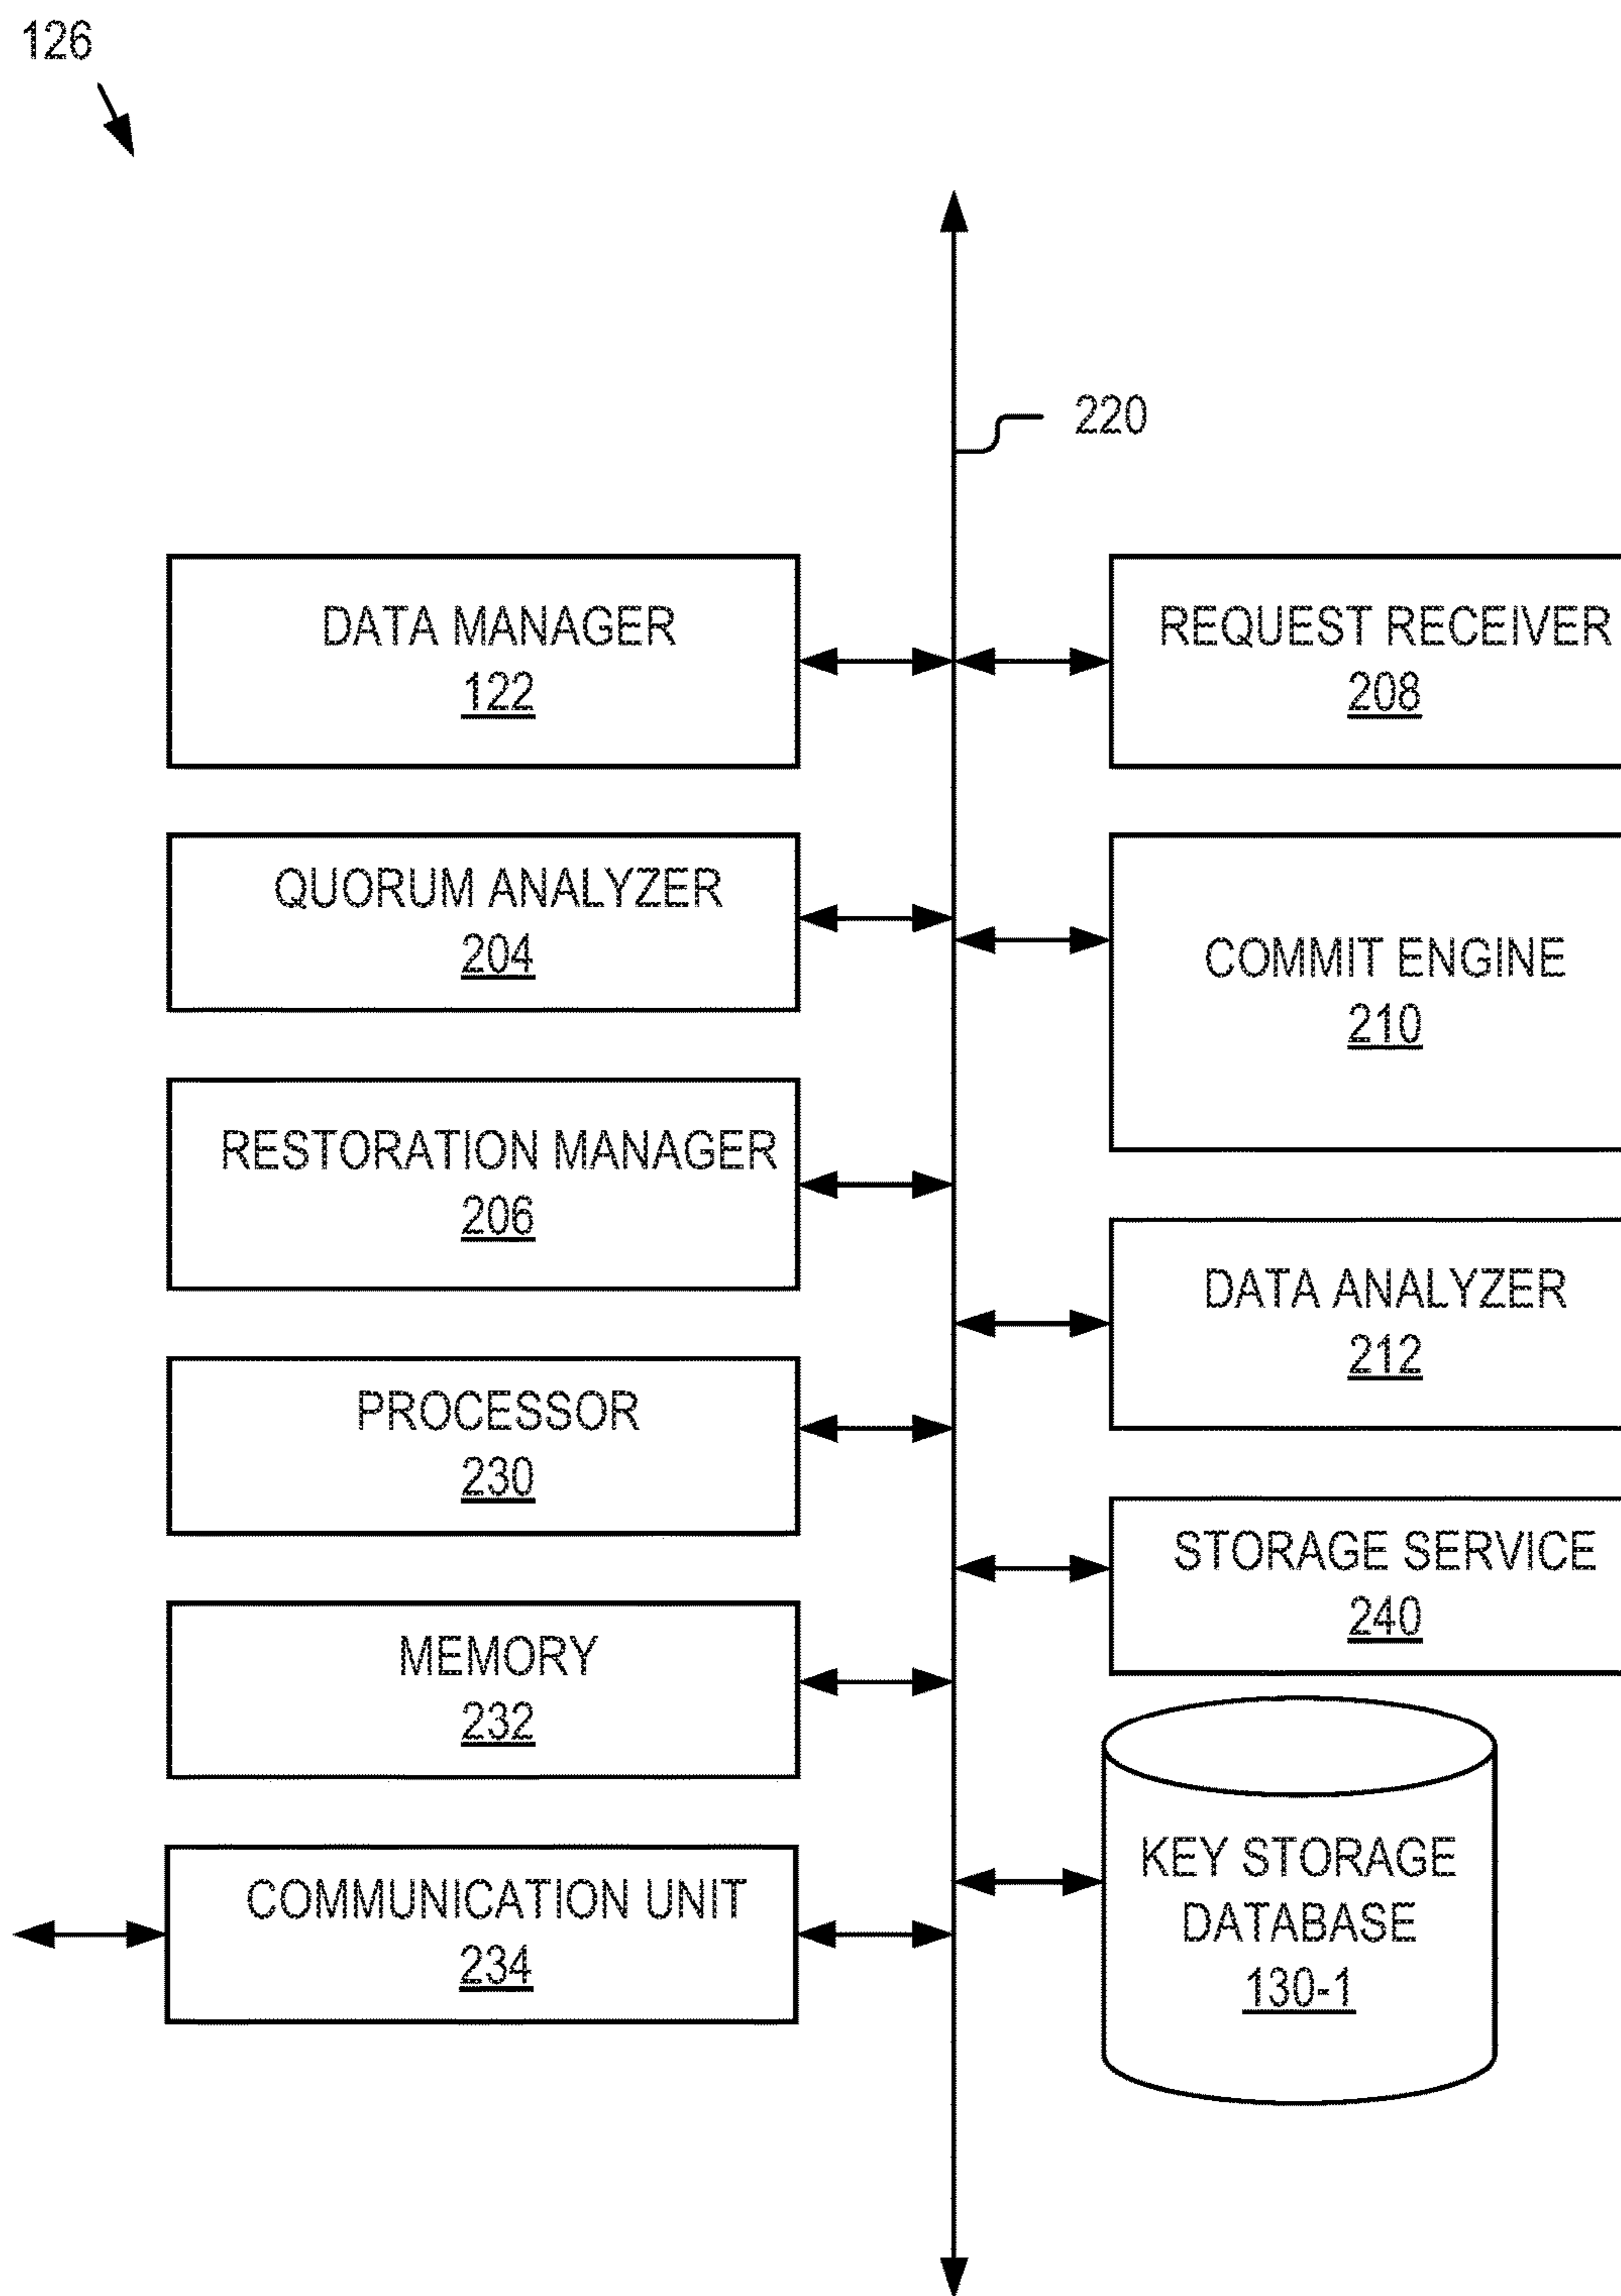 126
220
DATA MANAGER
122
REQUEST RECEIVER
208
QUORUM ANALYZER
204
COMMIT ENGINE
210
RESTORATION MANAGER
206
DATA ANALYZER
212
PROCESSOR
230
STORAGE SERVICE
240
MEMORY
232
KEY STORAGE
DATABASE
130-1
COMMUNICATION UNIT
234